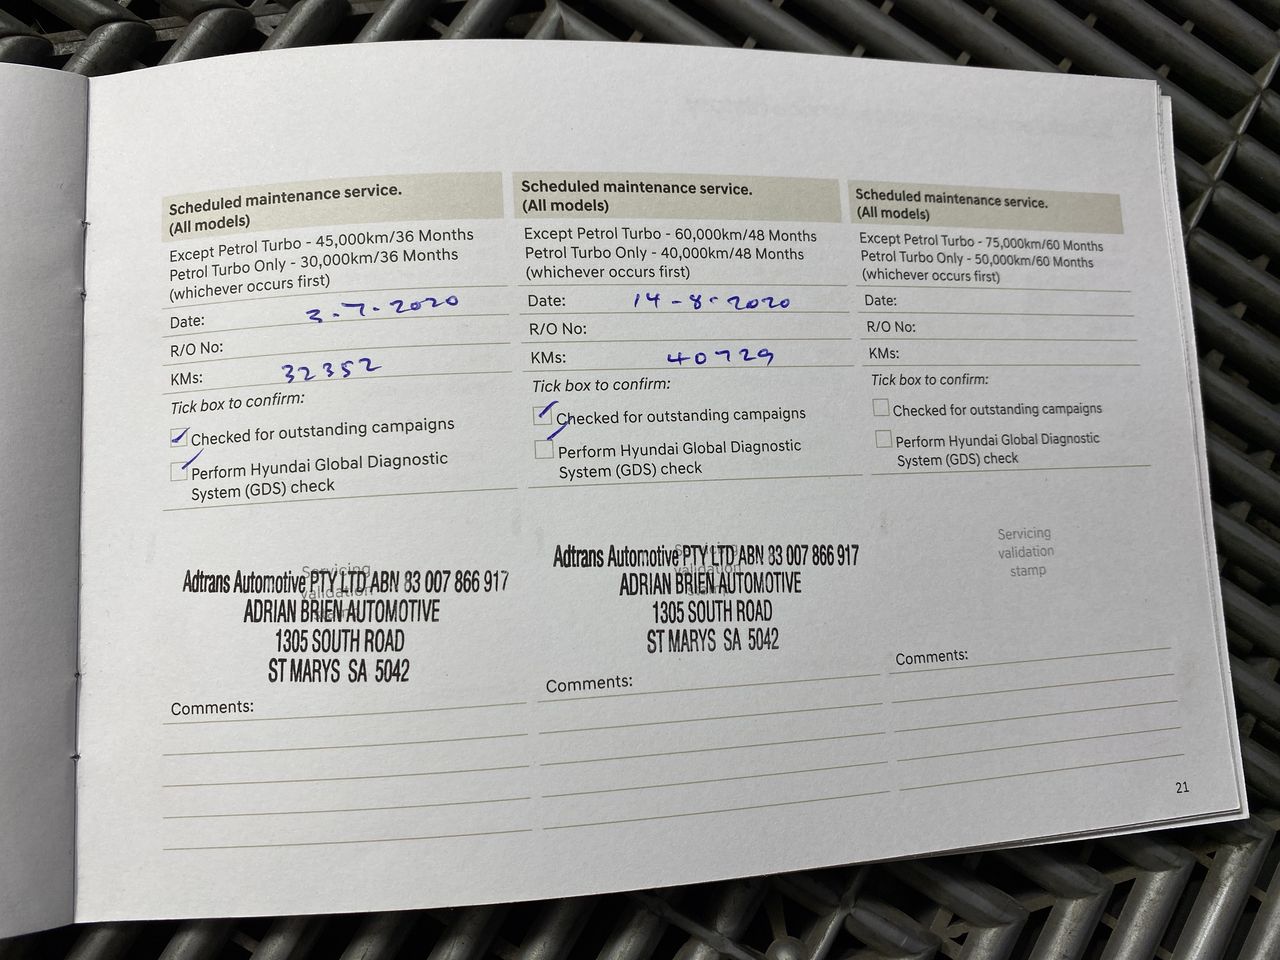 Scheduled maintenance service.
(All models)
Except Petrol Turbo - 45,000km/36 Months
Petrol Turbo Only - 30,000km/36 Months
(whichever occurs first)
Date: 3-7-2020
R/O No:
KMs: 32352
Tick box to confirm:
Checked for outstanding campaigns
Perform Hyundai Global Diagnostic
System (GDS) check
Servicing
validation
Adtrans Automotive PTY LTD ABN 83 007 866 917
ADRIAN BRIEN AUTOMOTIVE
1305 SOUTH ROAD
ST MARYS SA 5042
Comments:
Scheduled maintenance service.
(All models)
Except Petrol Turbo - 60,000km/48 Months
Petrol Turbo Only - 40,000km/48 Months
(whichever occurs first)
Date: 14-8-2020
R/O No:
KMs: 40729
Tick box to confirm:
Checked for outstanding campaigns
Perform Hyundai Global Diagnostic
System (GDS) check
Servicing
validation
Adtrans Automotive PTY LTD ABN 83 007 866 917
ADRIAN BRIEN AUTOMOTIVE
1305 SOUTH ROAD
ST MARYS SA 5042
Comments:
Scheduled maintenance service.
(All models)
Except Petrol Turbo - 75,000km/60 Months
Petrol Turbo Only - 50,000km/60 Months
(whichever occurs first)
Date:
R/O No:
KMs:
Tick box to confirm:
Checked for outstanding campaigns
Perform Hyundai Global Diagnostic
System (GDS) check
Servicing
validation
stamp
Comments:
21